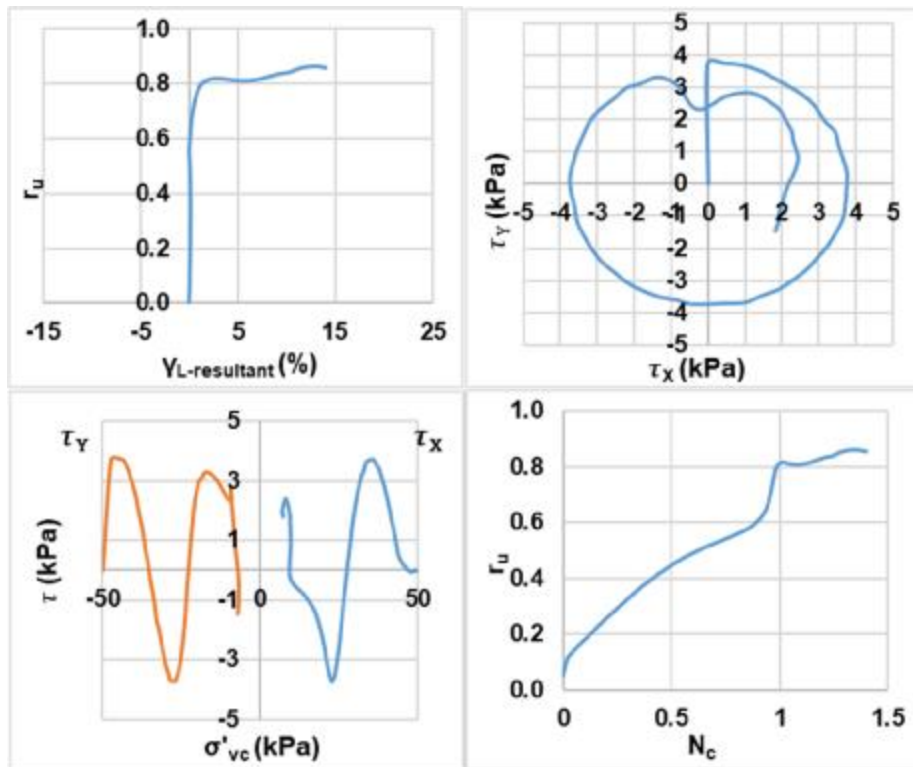 1.0
0.8
0.6
0.4
0.2
0.0
-15 -5 5 15 25
r_u
γ_L-resultant (%)
5
4
3
2
1
0
-5 -4 -3 -2 -1 0 1 2 3 4 5
-1
-2
-3
-4
-5
τ_Y (kPa)
τ_X (kPa)
τ_Y τ_X
5
3
1
-50 0 50
-1
-3
-5
τ (kPa)
σ'_vc (kPa)
1.0
0.8
0.6
0.4
0.2
0.0
0 0.5 1 1.5
r_u
N_c